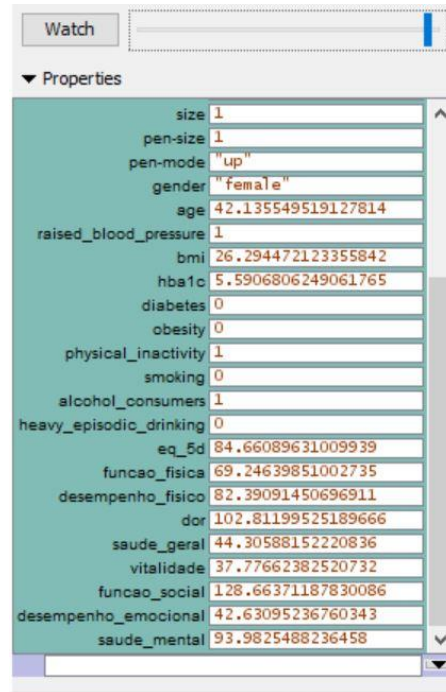 Watch
Properties
size 1
pen-size 1
pen-mode "up"
gender "female"
age 42.135549519127814
raised_blood_pressure 1
bmi 26.294472123355842
hba1c 5.5906806249061765
diabetes 0
obesity 0
physical_inactivity 1
smoking 0
alcohol_consumers 1
heavy_episodic_drinking 0
eq_5d 84.66089631009939
funcao_fisica 69.24639851002735
desempenho_fisico 82.39091450696911
dor 102.81199525189666
saude_geral 44.30588152220836
vitalidade 37.77662382520732
funcao_social 128.66371187830086
desempenho_emocional 42.63095236760343
saude_mental 93.9825488236458